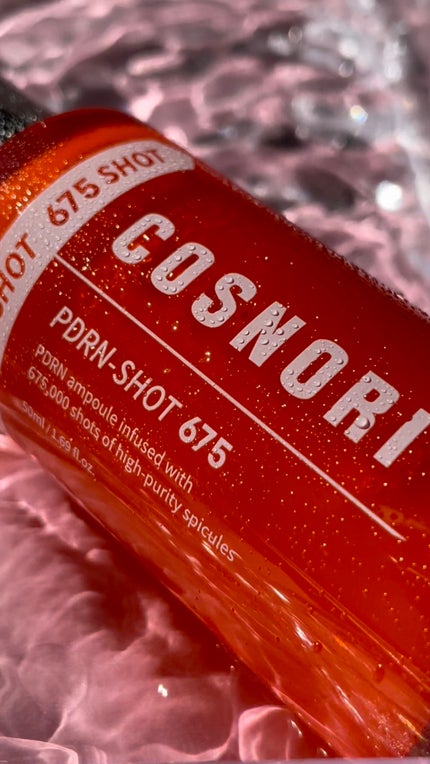 SHOT 675 SHOT
COSNORI
PDRN-SHOT 675
PDRN ampoule infused with
675,000 shots of high-purity spicules
50ml / 1.69 fl.oz.